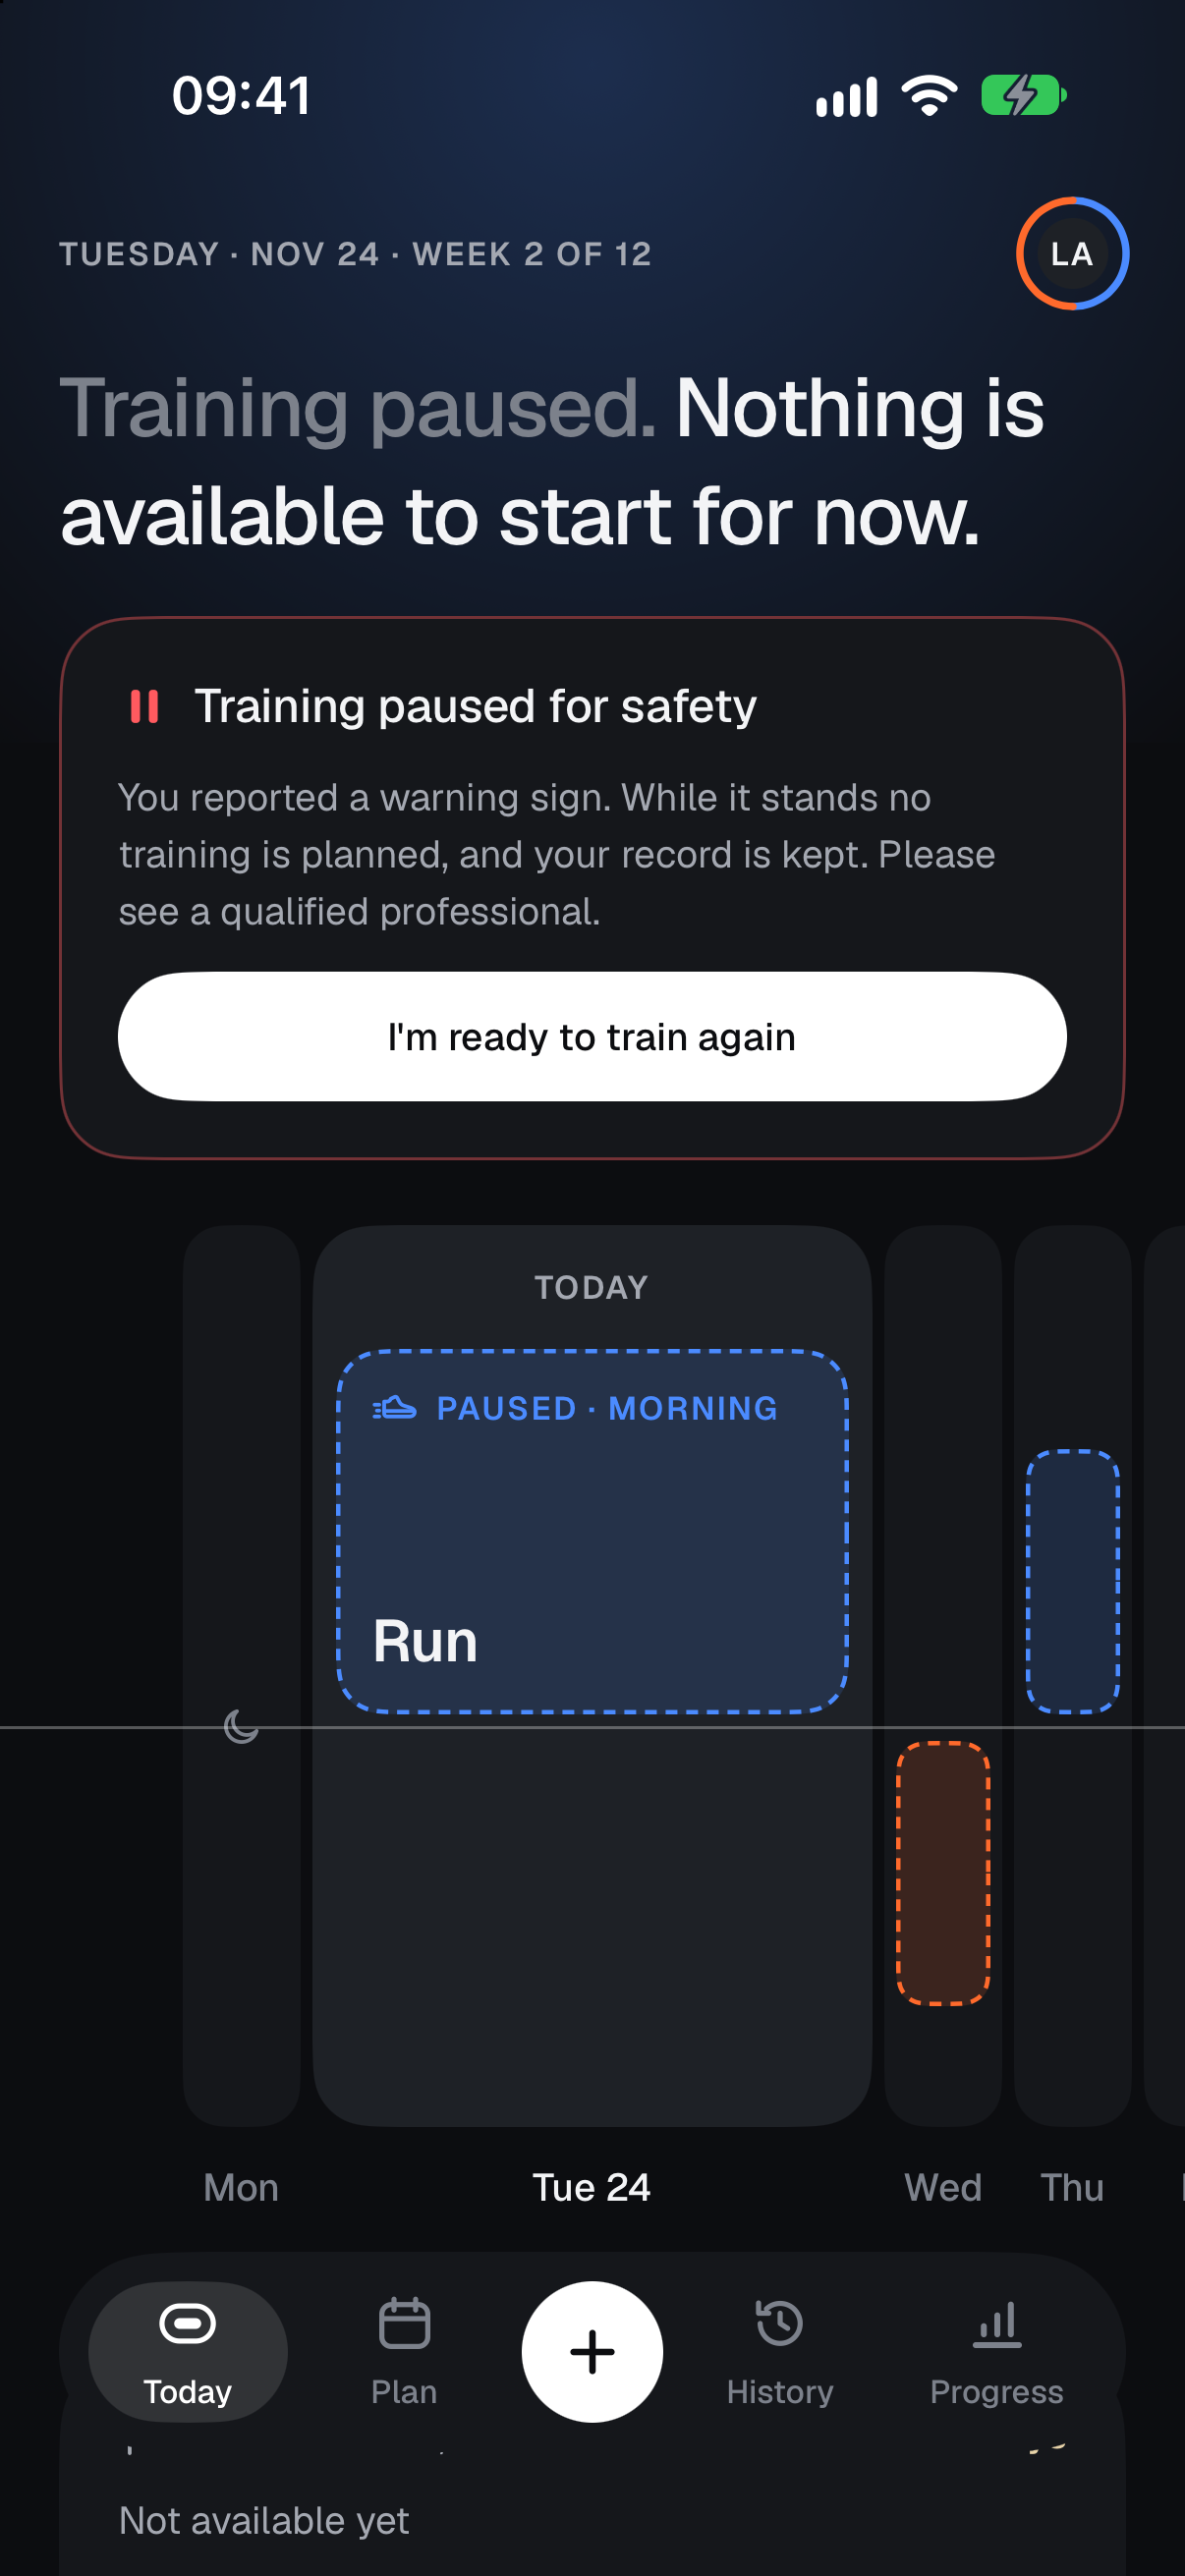 09:41
TUESDAY · NOV 24 · WEEK 2 OF 12
LA
Training paused. Nothing is
available to start for now.
Training paused for safety
You reported a warning sign. While it stands no
training is planned, and your record is kept. Please
see a qualified professional.
I'm ready to train again
TODAY
PAUSED · MORNING
Run
Mon
Tue 24
Wed
Thu
Today
Plan
History
Progress
Not available yet